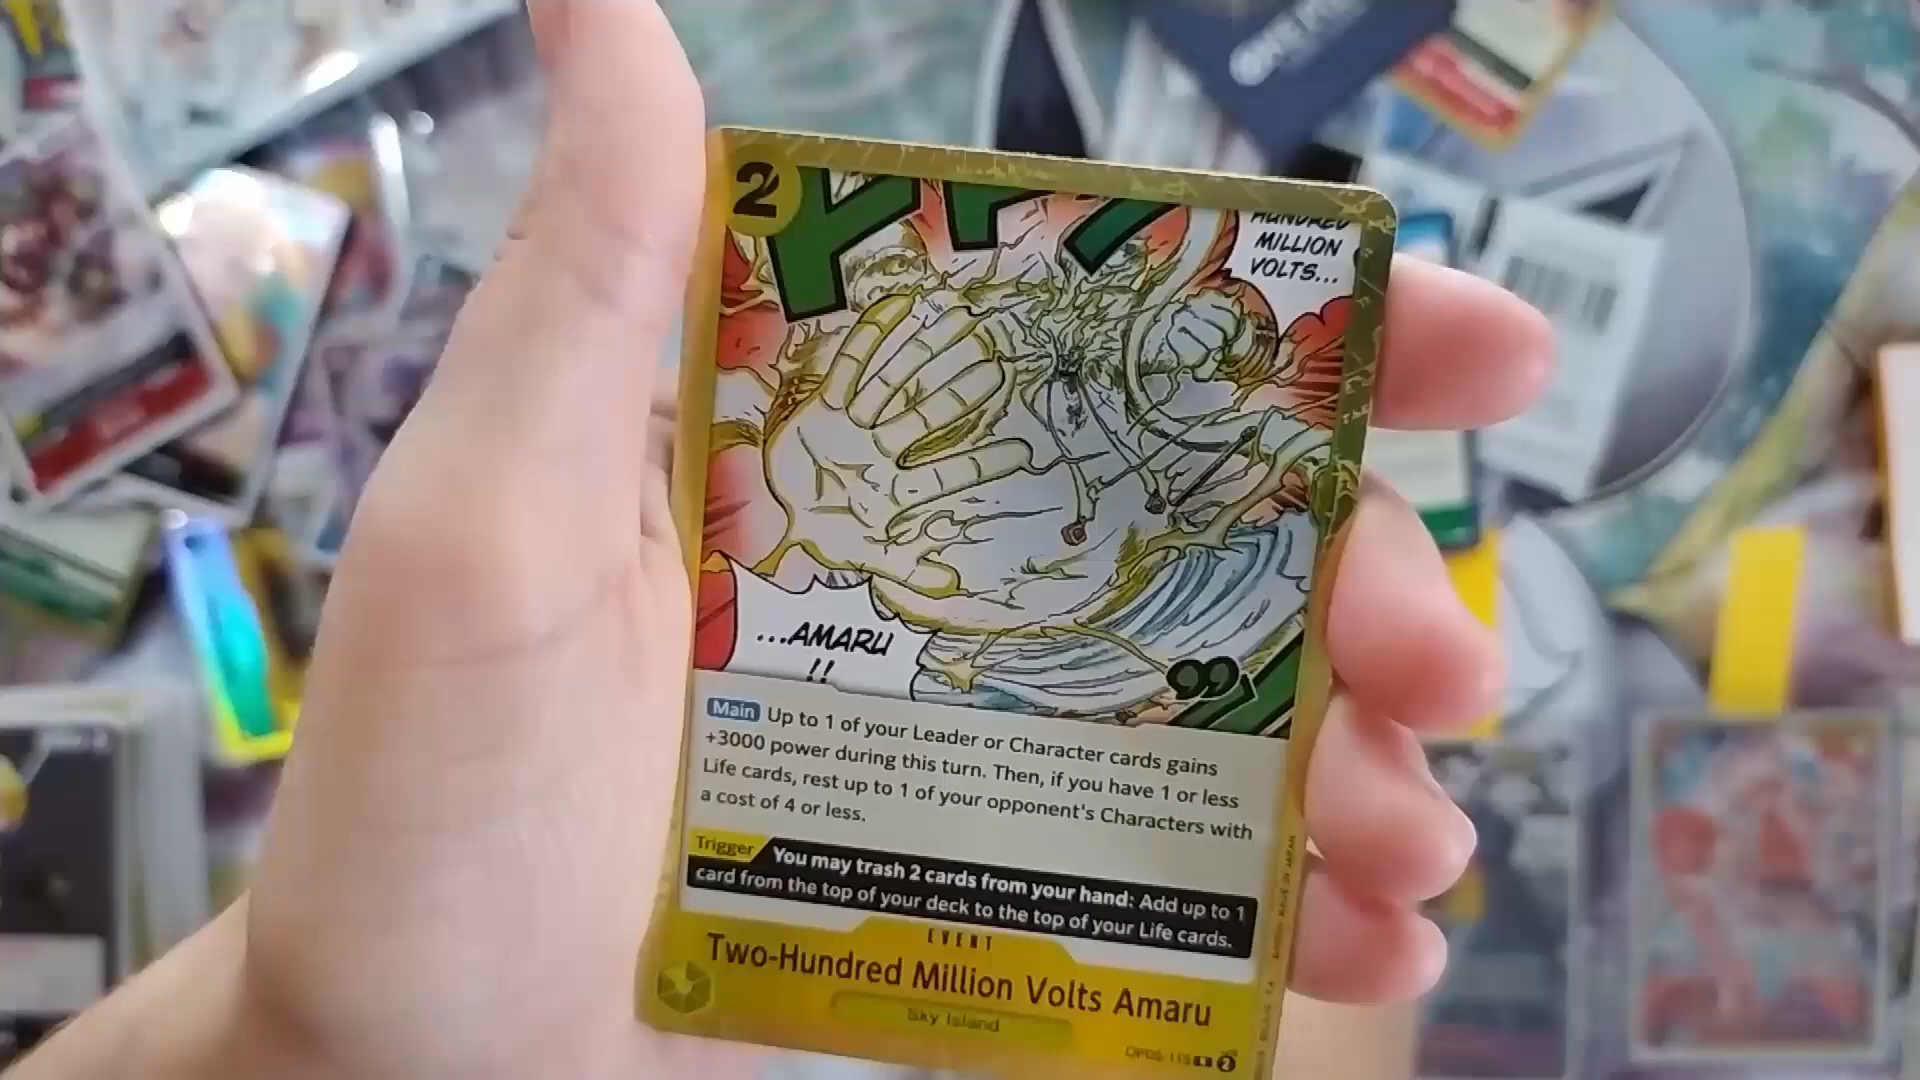 2
HUNDRED
MILLION
VOLTS...
...AMARU
!!
Main Up to 1 of your Leader or Character cards gains
+3000 power during this turn. Then, if you have 1 or less
Life cards, rest up to 1 of your opponent's Characters with
a cost of 4 or less.
Trigger You may trash 2 cards from your hand: Add up to 1
card from the top of your deck to the top of your Life cards.
EVENT
Two-Hundred Million Volts Amaru
Sky Island
2